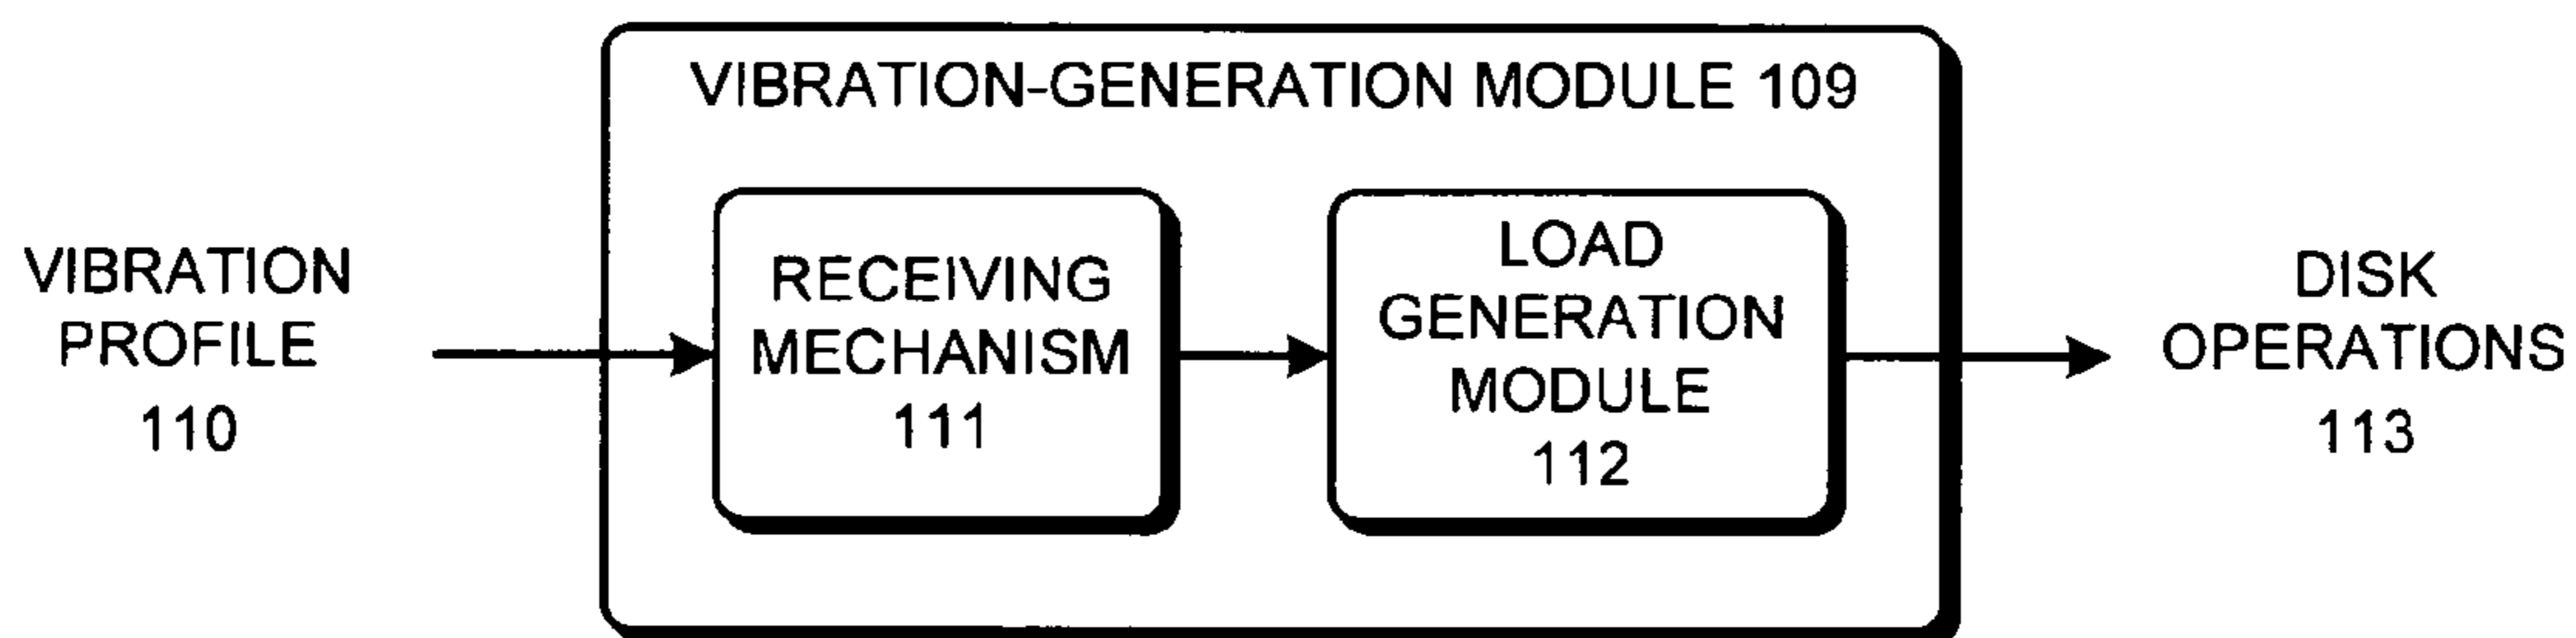 VIBRATION-GENERATION MODULE 109
VIBRATION
PROFILE
110
RECEIVING
MECHANISM
111
LOAD
GENERATION
MODULE
112
DISK
OPERATIONS
113